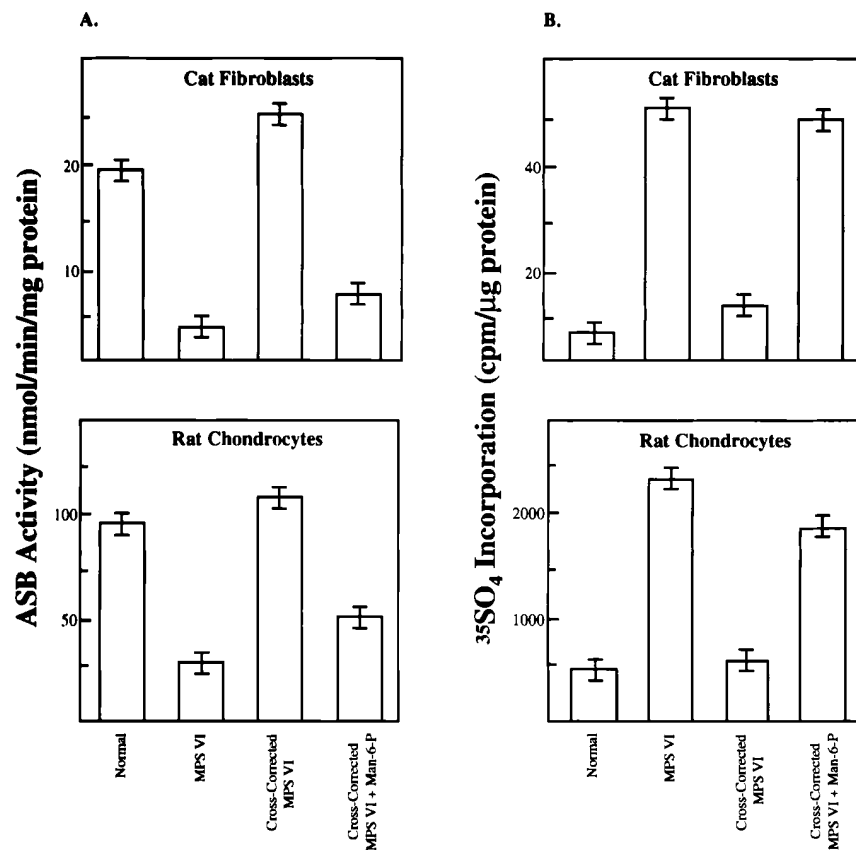 A.
Cat Fibroblasts
20
10
Rat Chondrocytes
100
50
ASB Activity (nmol/min/mg protein)
Normal
MPS VI
Cross-Corrected
MPS VI
Cross-Corrected
MPS VI + Man-6-P
B.
Cat Fibroblasts
40
20
Rat Chondrocytes
2000
1000
³⁵SO₄ Incorporation (cpm/µg protein)
Normal
MPS VI
Cross-Corrected
MPS VI
Cross-Corrected
MPS VI + Man-6-P